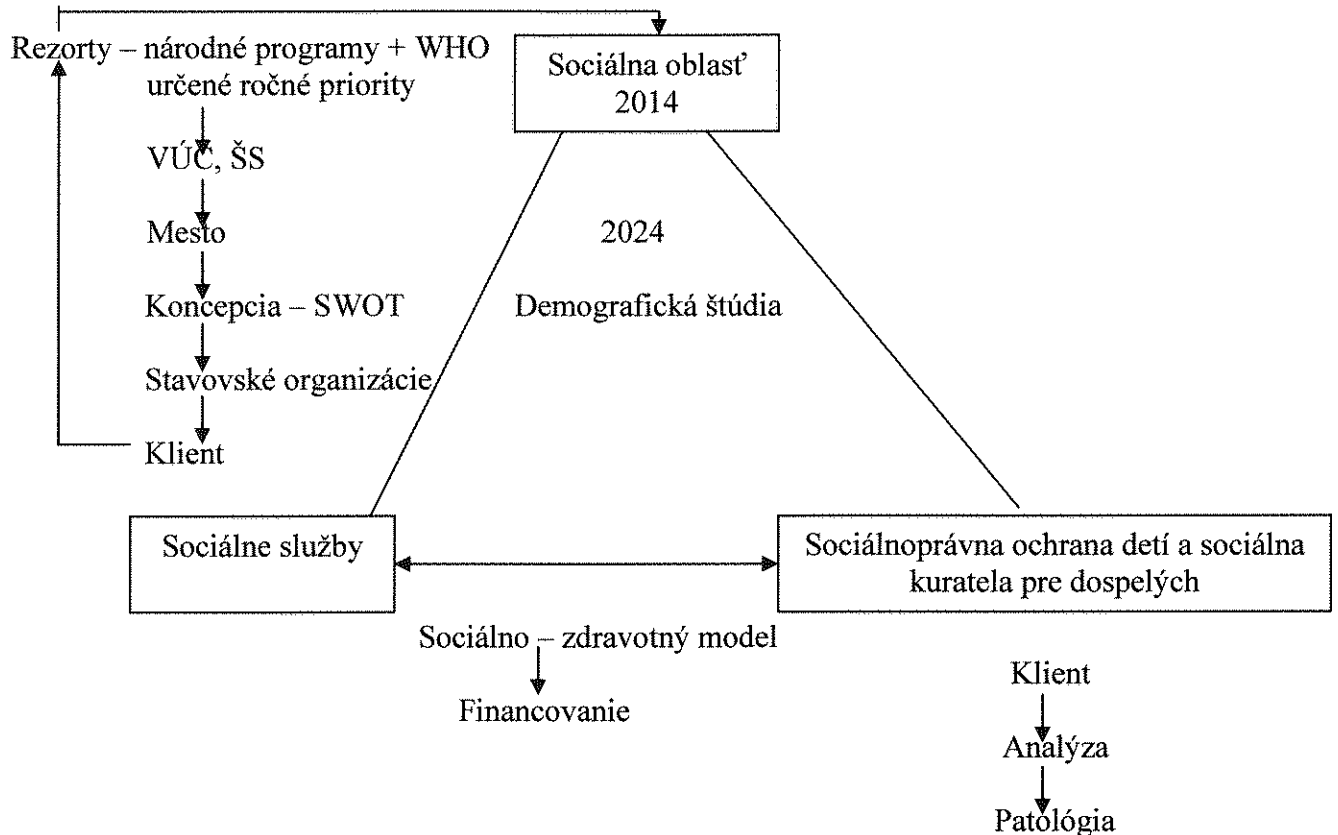 Rezorty – národné programy + WHO
určené ročné priority
VÚC, ŠS
Mesto
Koncepcia – SWOT
Stavovské organizácie
Klient
Sociálna oblasť
2014
2024
Demografická štúdia
Sociálne služby
Sociálnoprávna ochrana detí a sociálna
kuratela pre dospelých
Sociálno – zdravotný model
Financovanie
Klient
Analýza
Patológia